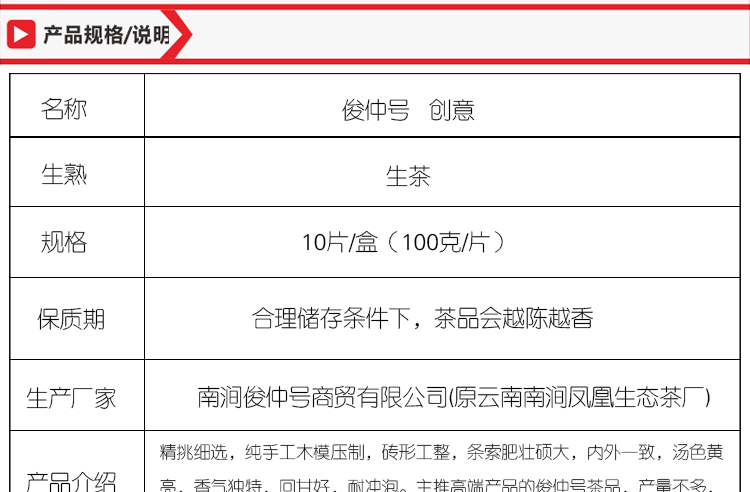 产品规格/说明
名称 俊仲号 创意
生熟 生茶
规格 10片/盒（100克/片）
保质期 合理储存条件下，茶品会越陈越香
生产厂家 南涧俊仲号商贸有限公司(原云南南涧凤凰生态茶厂)
产品介绍 精挑细选，纯手工木模压制，砖形工整，条索肥壮硕大，内外一致，汤色黄
亮，香气独特，回甘好，耐冲泡。主推高端产品的俊仲号茶品，产量不多，